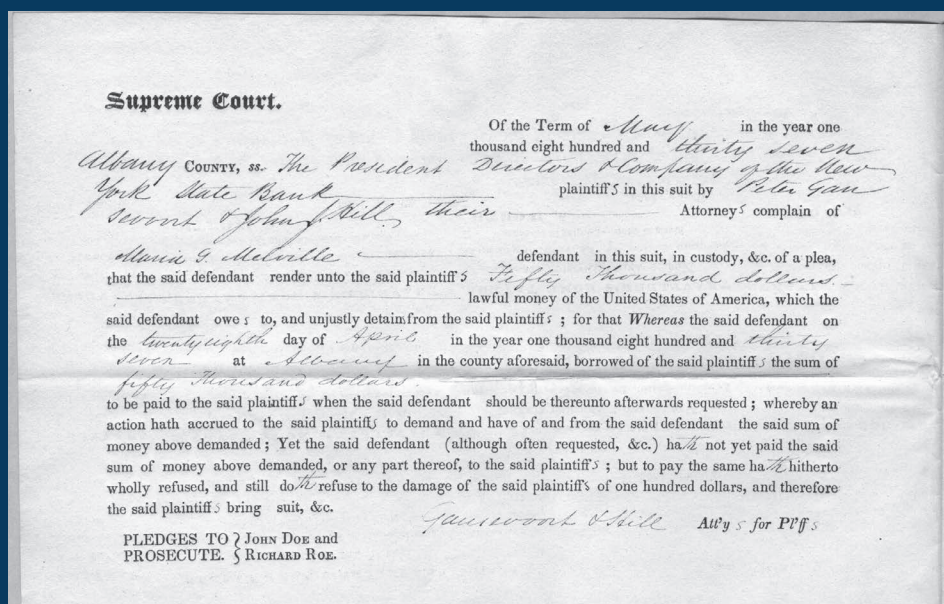 Supreme Court.
Of the Term of May in the year one
thousand eight hundred and thirty seven
Albany County, ss. The President Directors & Company of the New
York State Bank plaintiffs in this suit by Peter Gan
sevoort & John J. Hill, their Attorneys complain of
Maria G. Melville defendant in this suit, in custody, &c. of a plea,
that the said defendant render unto the said plaintiffs Fifty Thousand dollars
lawful money of the United States of America, which the
said defendant owes to, and unjustly detains from the said plaintiffs; for that Whereas the said defendant on
the twenty eighth day of April in the year one thousand eight hundred and thirty
seven at Albany in the county aforesaid, borrowed of the said plaintiffs the sum of
fifty thousand dollars.
to be paid to the said plaintiffs when the said defendant should be thereunto afterwards requested; whereby an
action hath accrued to the said plaintiffs to demand and have of and from the said defendant the said sum of
money above demanded; Yet the said defendant (although often requested, &c.) hath not yet paid the said
sum of money above demanded, or any part thereof, to the said plaintiffs; but to pay the same hath hitherto
wholly refused, and still doth refuse to the damage of the said plaintiffs of one hundred dollars, and therefore
the said plaintiffs bring suit, &c.
Gansevoort & Hill Att'ys for Pl'ffs
PLEDGES TO } John Doe and
PROSECUTE. } Richard Roe.